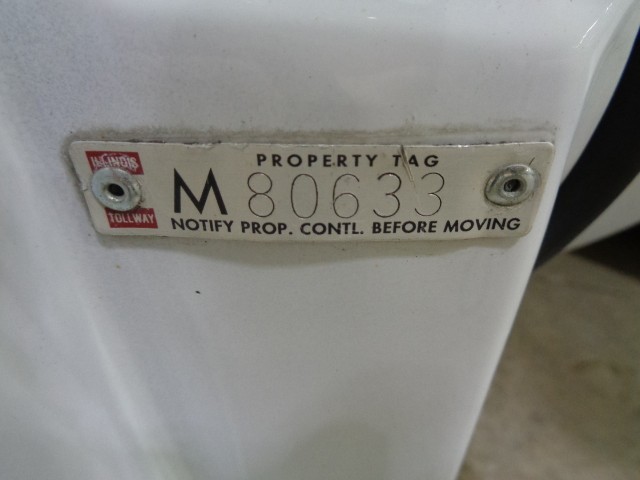 ILLINOIS
TOLLWAY
PROPERTY TAG
M 80633
NOTIFY PROP. CONTL. BEFORE MOVING